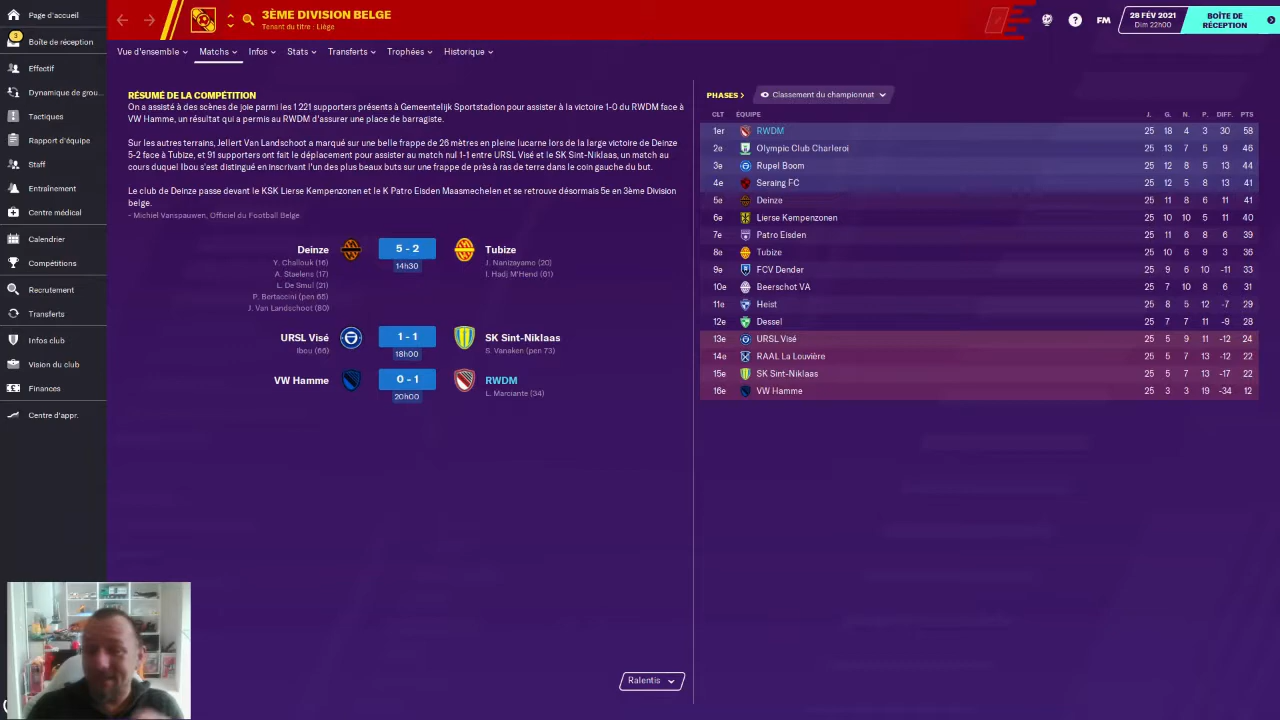 3ÈME DIVISION BELGE
Tenant du titre : Liège
FM
28 FÉV 2021
Dim 22h00
BOÎTE DE RÉCEPTION
Page d'accueil
3
Boîte de réception
Effectif
Dynamique de grou...
Tactiques
Rapport d'équipe
Staff
Entraînement
Centre médical
Calendrier
Compétitions
Recrutement
Transferts
Infos club
Vision du club
Finances
Centre d'appr.
Vue d'ensemble
Matchs
Infos
Stats
Transferts
Trophées
Historique
RÉSUMÉ DE LA COMPÉTITION
On a assisté à des scènes de joie parmi les 1 221 supporters présents à Gemeentelijk Sportstadion pour assister à la victoire 1-0 du RWDM face à
VW Hamme, un résultat qui a permis au RWDM d'assurer une place de barragiste.
Sur les autres terrains, Jellert Van Landschoot a marqué sur une belle frappe de 26 mètres en pleine lucarne lors de la large victoire de Deinze
5-2 face à Tubize, et 91 supporters ont fait le déplacement pour assister au match nul 1-1 entre URSL Visé et le SK Sint-Niklaas, un match au
cours duquel Ibou s'est distingué en inscrivant l'un des plus beaux buts sur une frappe de près à ras de terre dans le coin gauche du but.
Le club de Deinze passe devant le KSK Lierse Kempenzonen et le K Patro Eisden Maasmechelen et se retrouve désormais 5e en 3ème Division
belge.
- Michiel Vanspauwen, Officiel du Football Belge
Deinze 5 - 2 Tubize
14h30
Y. Challouk (16)
A. Staelens (17)
L. De Smul (21)
P. Bertaccini (pen 65)
J. Van Landschoot (80)
J. Nanizayamo (20)
I. Hadj M'Hend (61)
URSL Visé 1 - 1 SK Sint-Niklaas
Ibou (66) 18h00 S. Vanaken (pen 73)
VW Hamme 0 - 1 RWDM
20h00 L. Marciante (34)
Ralentis
PHASES > Classement du championnat
CLT ÉQUIPE J. G. N. P. DIFF. PTS
1er RWDM 25 18 4 3 30 58
2e Olympic Club Charleroi 25 13 7 5 9 46
3e Rupel Boom 25 12 8 5 13 44
4e Seraing FC 25 12 5 8 13 41
5e Deinze 25 11 8 6 11 41
6e Lierse Kempenzonen 25 10 10 5 11 40
7e Patro Eisden 25 11 6 8 6 39
8e Tubize 25 10 6 9 3 36
9e FCV Dender 25 9 6 10 -11 33
10e Beerschot VA 25 7 10 8 6 31
11e Heist 25 8 5 12 -7 29
12e Dessel 25 7 7 11 -9 28
13e URSL Visé 25 5 9 11 -12 24
14e RAAL La Louvière 25 5 7 13 -12 22
15e SK Sint-Niklaas 25 5 7 13 -17 22
16e VW Hamme 25 3 3 19 -34 12